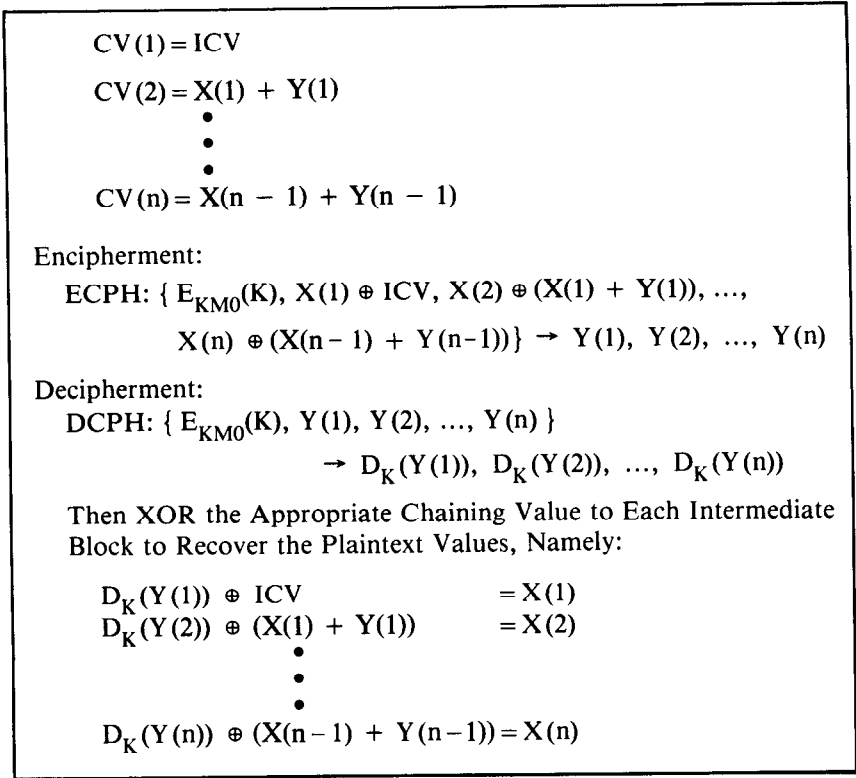 CV(1) = ICV
CV(2) = X(1) + Y(1)
•
•
•
CV(n) = X(n − 1) + Y(n − 1)
Encipherment:
ECPH: { E_KM0(K), X(1) ⊕ ICV, X(2) ⊕ (X(1) + Y(1)), ...,
X(n) ⊕ (X(n − 1) + Y(n−1))} → Y(1), Y(2), ..., Y(n)
Decipherment:
DCPH: { E_KM0(K), Y(1), Y(2), ..., Y(n) }
→ D_K(Y(1)), D_K(Y(2)), ..., D_K(Y(n))
Then XOR the Appropriate Chaining Value to Each Intermediate
Block to Recover the Plaintext Values, Namely:
D_K(Y(1)) ⊕ ICV = X(1)
D_K(Y(2)) ⊕ (X(1) + Y(1)) = X(2)
•
•
•
D_K(Y(n)) ⊕ (X(n−1) + Y(n−1)) = X(n)